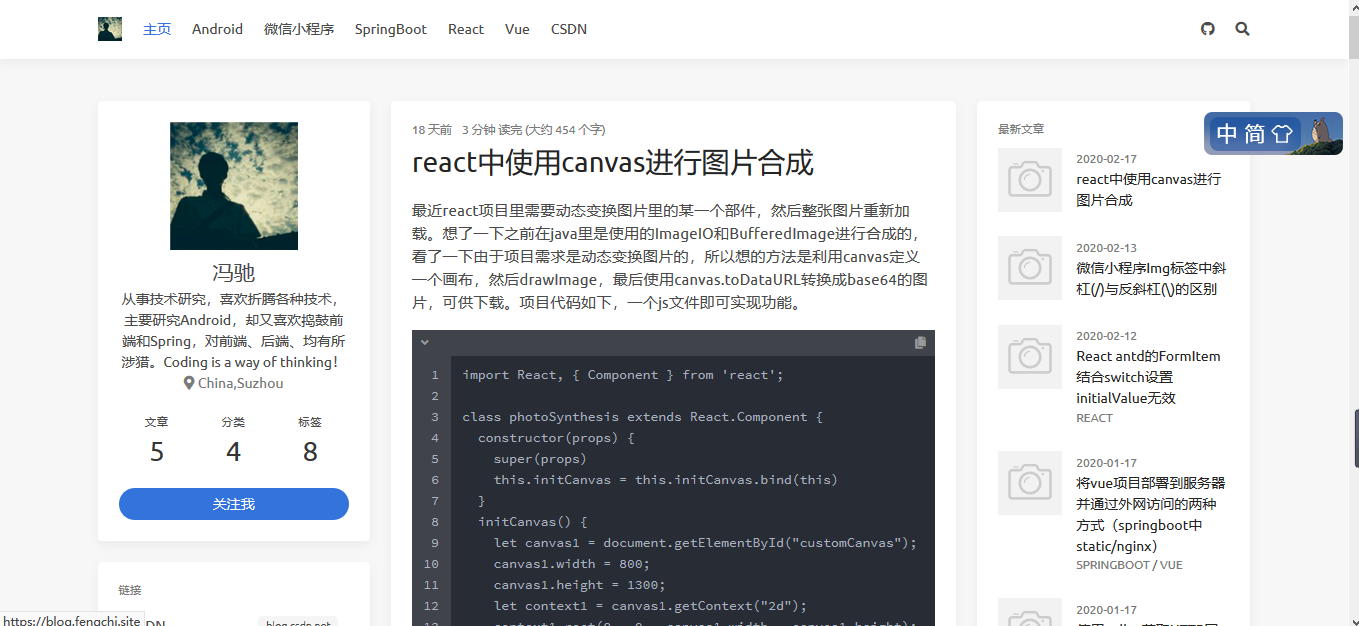 主页 Android 微信小程序 SpringBoot React Vue CSDN
冯驰
从事技术研究，喜欢折腾各种技术，
主要研究Android，却又喜欢捣鼓前
端和Spring，对前端、后端、均有所
涉猎。Coding is a way of thinking！
China,Suzhou
文章 分类 标签
5 4 8
关注我
链接
https://blog.fengchi.site
DN
blog.csdn.net
18 天前 3 分钟 读完 (大约 454 个字)
react中使用canvas进行图片合成
最近react项目里需要动态变换图片里的某一个部件，然后整张图片重新加
载。想了一下之前在java里是使用的ImageIO和BufferedImage进行合成的，
看了一下由于项目需求是动态变换图片的，所以想的方法是利用canvas定义
一个画布，然后drawImage，最后使用canvas.toDataURL转换成base64的图
片，可供下载。项目代码如下，一个js文件即可实现功能。
1 import React, { Component } from 'react';
2
3 class photoSynthesis extends React.Component {
4 constructor(props) {
5 super(props)
6 this.initCanvas = this.initCanvas.bind(this)
7 }
8 initCanvas() {
9 let canvas1 = document.getElementById("customCanvas");
10 canvas1.width = 800;
11 canvas1.height = 1300;
12 let context1 = canvas1.getContext("2d");
最新文章
中 简
2020-02-17
react中使用canvas进行
图片合成
2020-02-13
微信小程序Img标签中斜
杠(/)与反斜杠(\)的区别
2020-02-12
React antd的FormItem
结合switch设置
initialValue无效
REACT
2020-01-17
将vue项目部署到服务器
并通过外网访问的两种
方式（springboot中
static/nginx）
SPRINGBOOT / VUE
2020-01-17